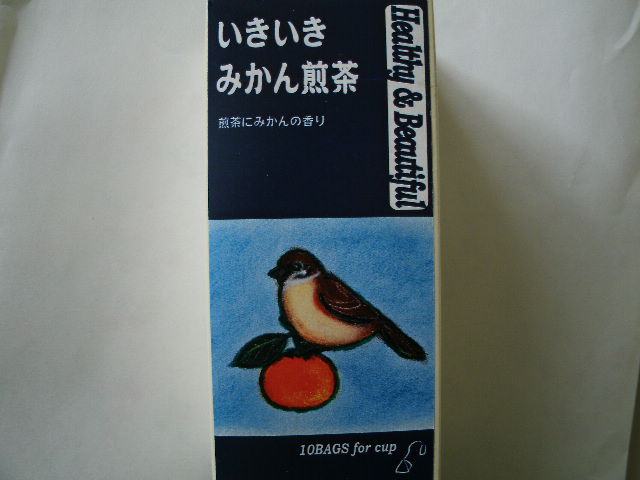 いきいき
みかん煎茶
煎茶にみかんの香り
Healthy & Beautiful
10BAGS for cup